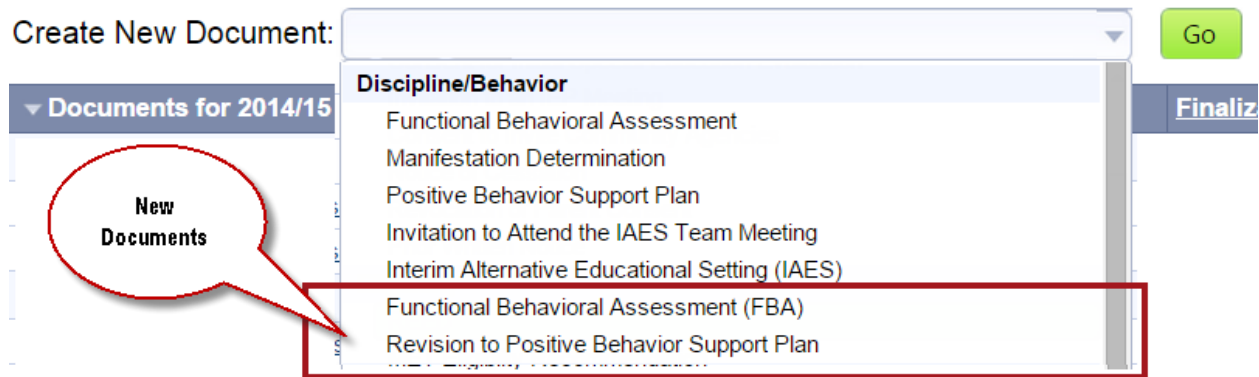 Create New Document:
Go
Discipline/Behavior
Documents for 2014/15
Finaliz
Functional Behavioral Assessment
Manifestation Determination
Positive Behavior Support Plan
New
Documents
Invitation to Attend the IAES Team Meeting
Interim Alternative Educational Setting (IAES)
Functional Behavioral Assessment (FBA)
Revision to Positive Behavior Support Plan